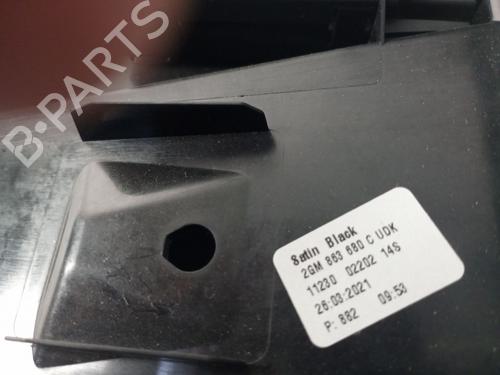 B-PARTS
Satin Black
2GM 863 680 C UDK
11230 02202 14S
26:03:2021
P: 882 09:53